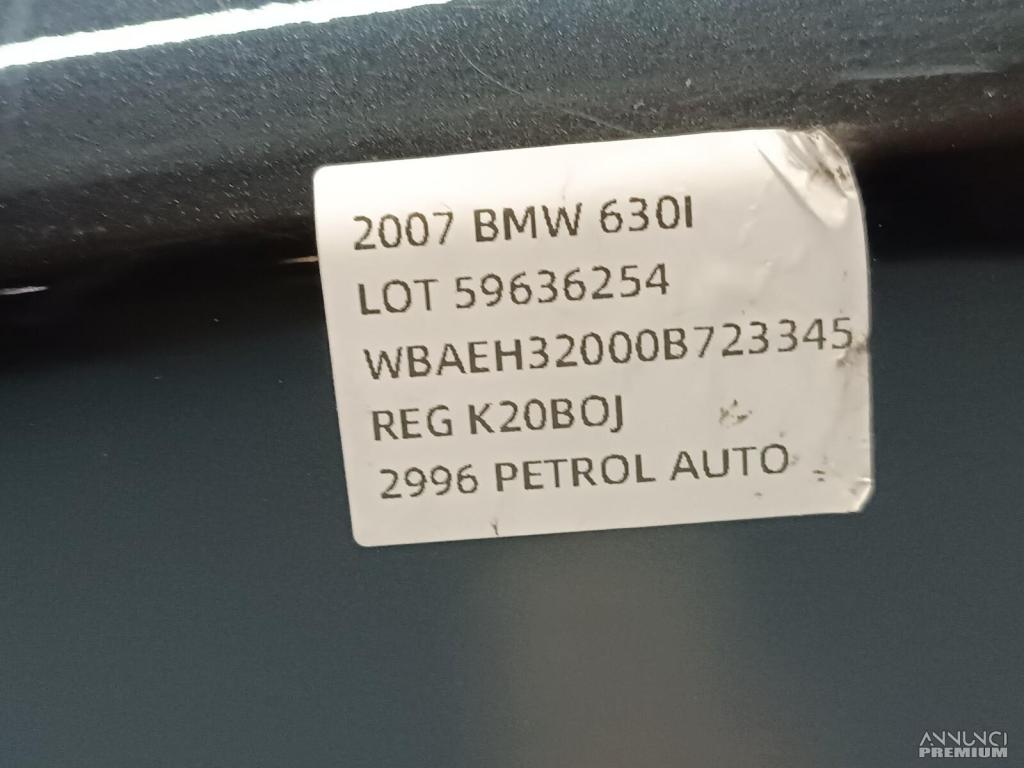 2007 BMW 630I
LOT 59636254
WBAEH32000B723345
REG K20BOJ
2996 PETROL AUTO
ANNUNCI
PREMIUM